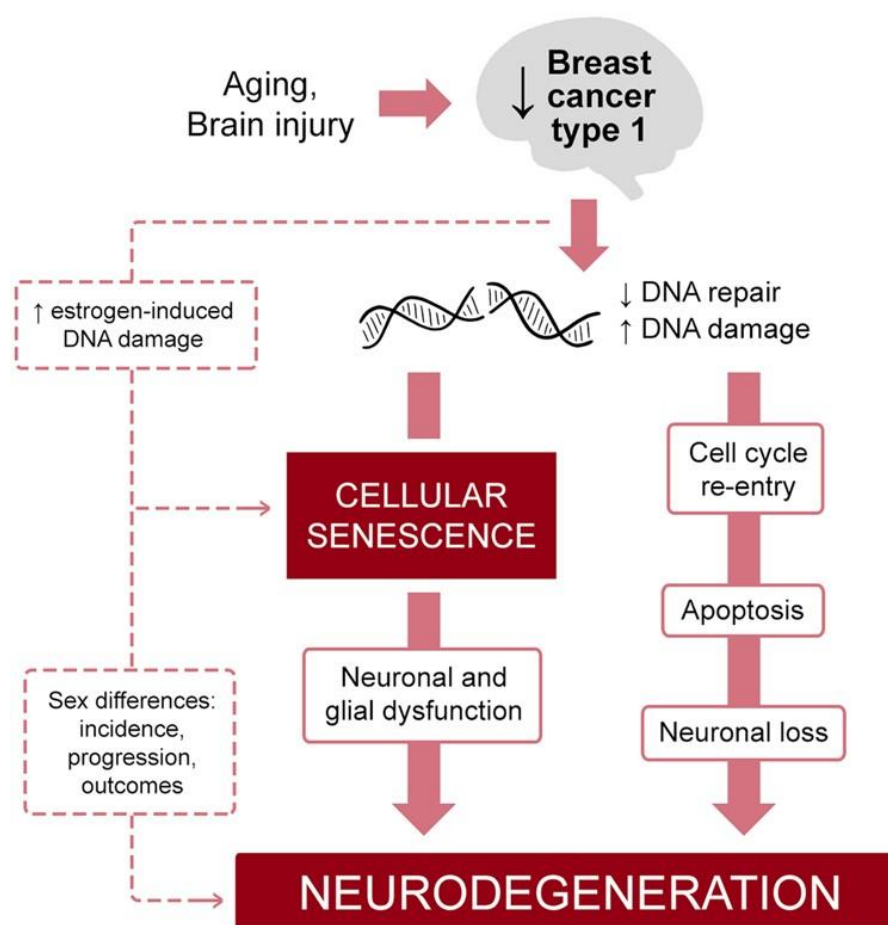 Aging,
Brain injury
↓ Breast
cancer
type 1
↑ estrogen-induced
DNA damage
↓ DNA repair
↑ DNA damage
CELLULAR
SENESCENCE
Cell cycle
re-entry
Apoptosis
Neuronal and
glial dysfunction
Neuronal loss
Sex differences:
incidence,
progression,
outcomes
NEURODEGENERATION